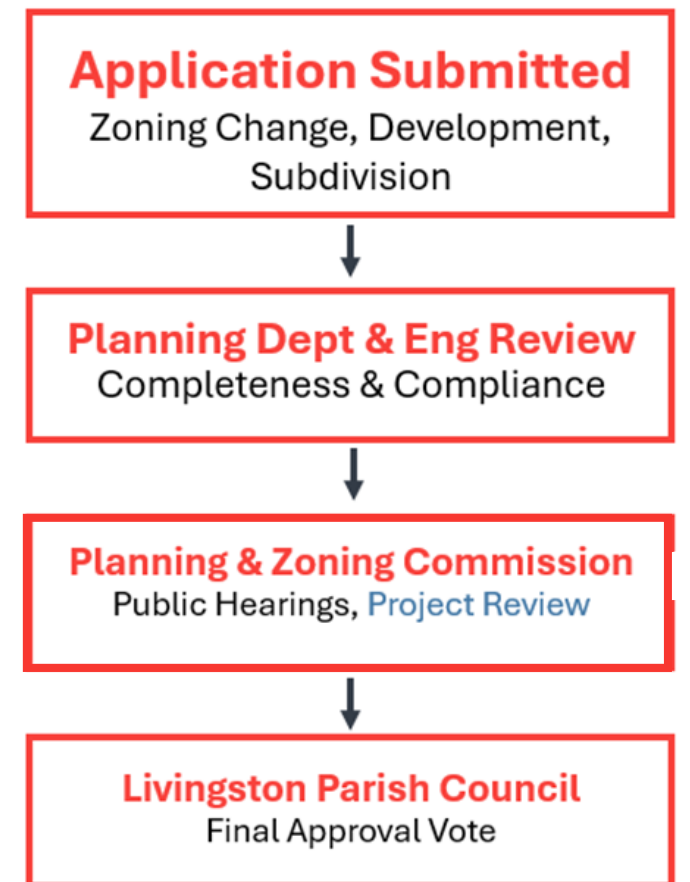 Application Submitted
Zoning Change, Development,
Subdivision
Planning Dept & Eng Review
Completeness & Compliance
Planning & Zoning Commission
Public Hearings, Project Review
Livingston Parish Council
Final Approval Vote